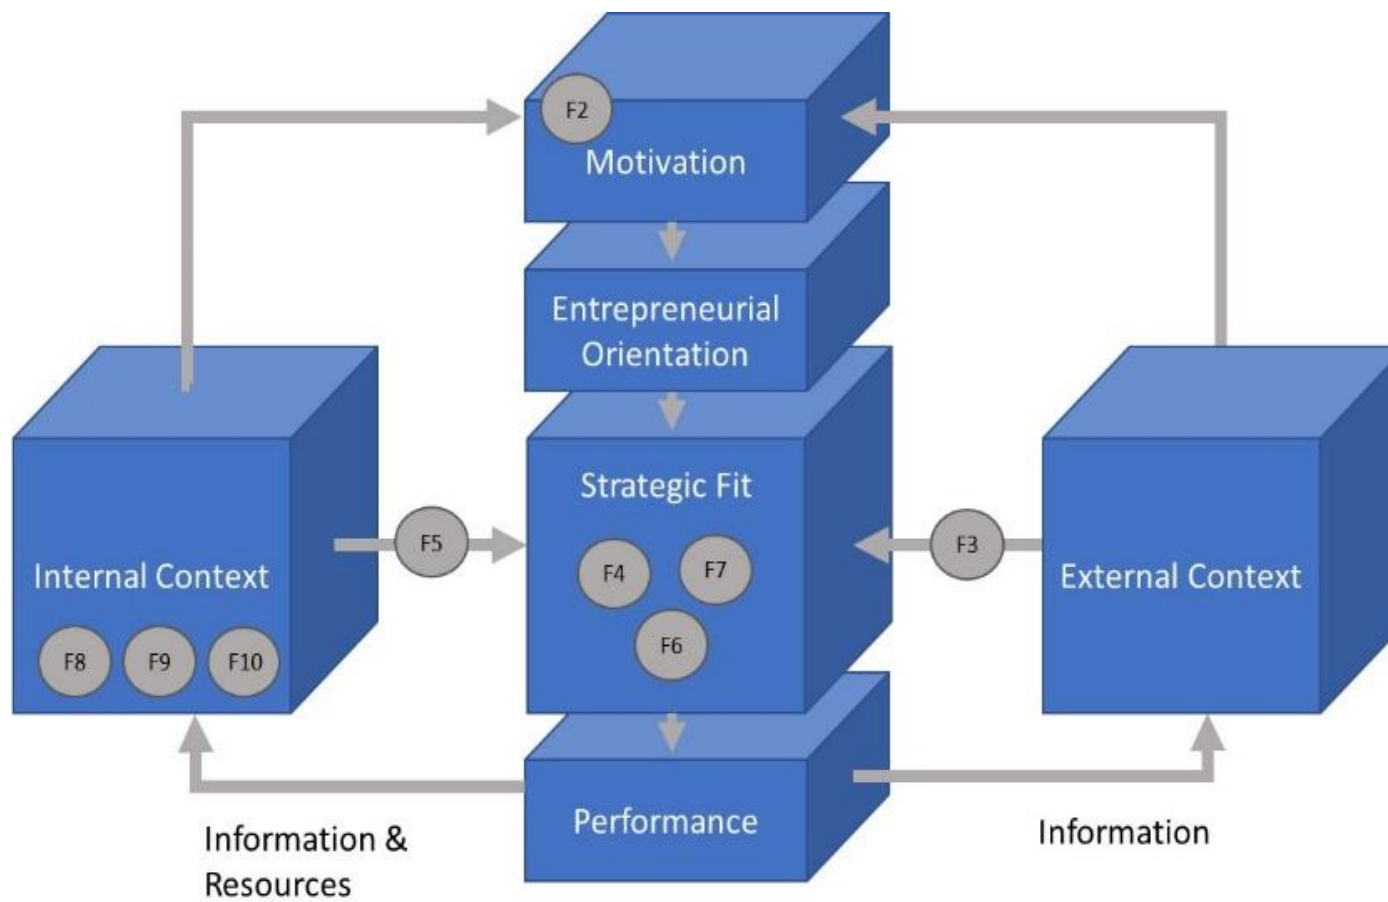 F2
Motivation
Entrepreneurial
Orientation
Strategic Fit
F5
F3
F4
F7
F6
Internal Context
F8
F9
F10
External Context
Performance
Information &
Resources
Information